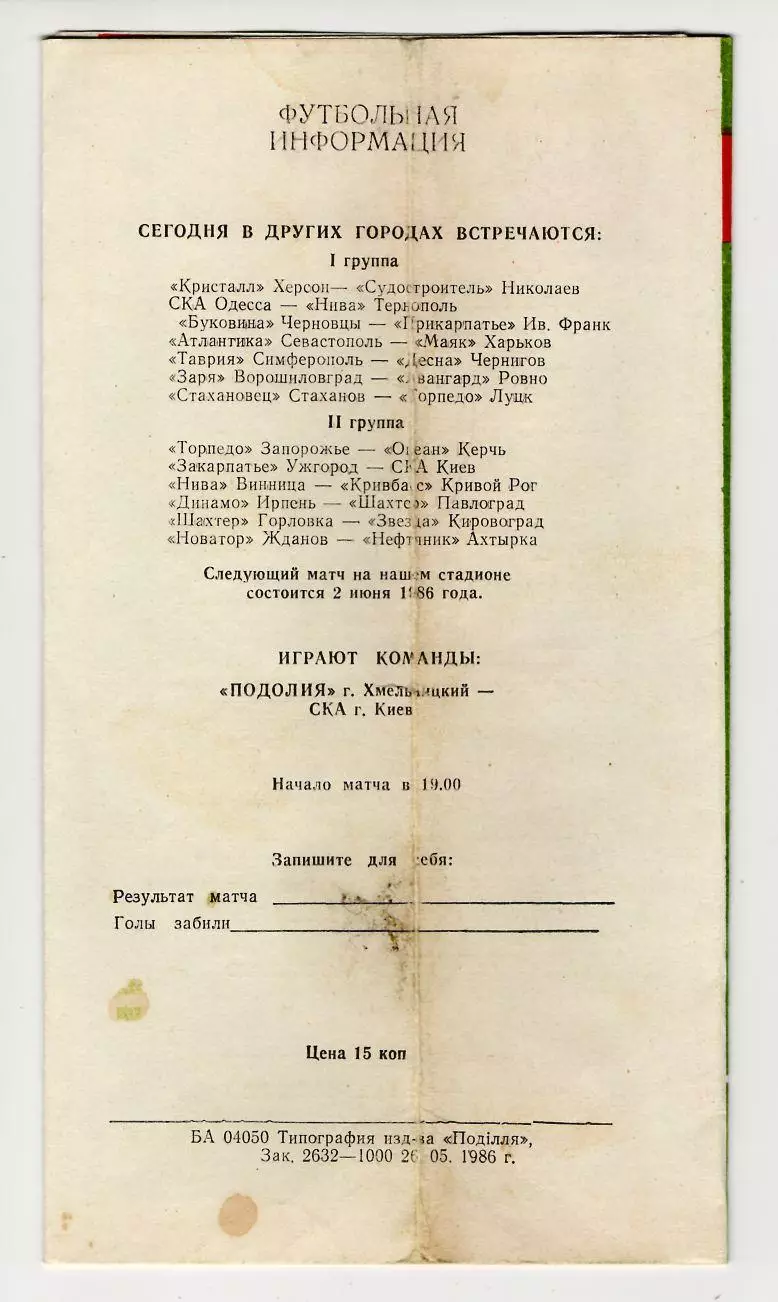 ФУТБОЛЬНАЯ
ИНФОРМАЦИЯ
СЕГОДНЯ В ДРУГИХ ГОРОДАХ ВСТРЕЧАЮТСЯ:
I группа
«Кристалл» Херсон— «Судостроитель» Николаев
СКА Одесса — «Нива» Тернополь
«Буковина» Черновцы — «Прикарпатье» Ив. Франк
«Атлантика» Севастополь — «Маяк» Харьков
«Таврия» Симферополь — «Десна» Чернигов
«Заря» Ворошиловград — «Авангард» Ровно
«Стахановец» Стаханов — «Торпедо» Луцк
II группа
«Торпедо» Запорожье — «Океан» Керчь
«Закарпатье» Ужгород — СКА Киев
«Нива» Винница — «Кривбасс» Кривой Рог
«Динамо» Ирпень — «Шахтер» Павлоград
«Шахтер» Горловка — «Звезда» Кировоград
«Новатор» Жданов — «Нефтяник» Ахтырка
Следующий матч на нашем стадионе
состоится 2 июня 1986 года.
ИГРАЮТ КОМАНДЫ:
«ПОДОЛИЯ» г. Хмельницкий —
СКА г. Киев
Начало матча в 19.00
Запишите для себя:
Результат матча
Голы забили
Цена 15 коп
БА 04050 Типография изд-ва «Поділля»,
Зак. 2632—1000 26 05. 1986 г.